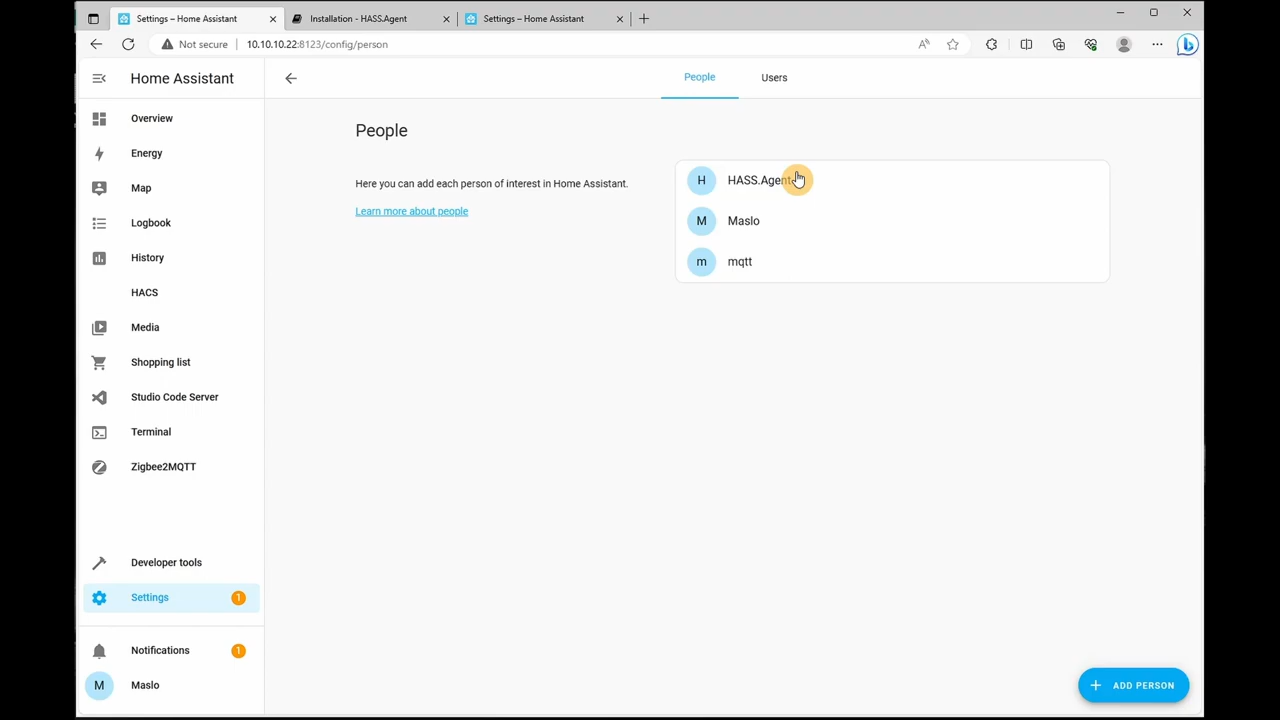 Settings – Home Assistant
Installation - HASS.Agent
Settings – Home Assistant
Not secure
10.10.10.22:8123/config/person
Home Assistant
People
Users
Overview
Energy
Map
Logbook
History
HACS
Media
Shopping list
Studio Code Server
Terminal
Zigbee2MQTT
Developer tools
Settings
1
Notifications
1
M
Maslo
People
Here you can add each person of interest in Home Assistant.
Learn more about people
H
HASS.Agent
M
Maslo
m
mqtt
ADD PERSON